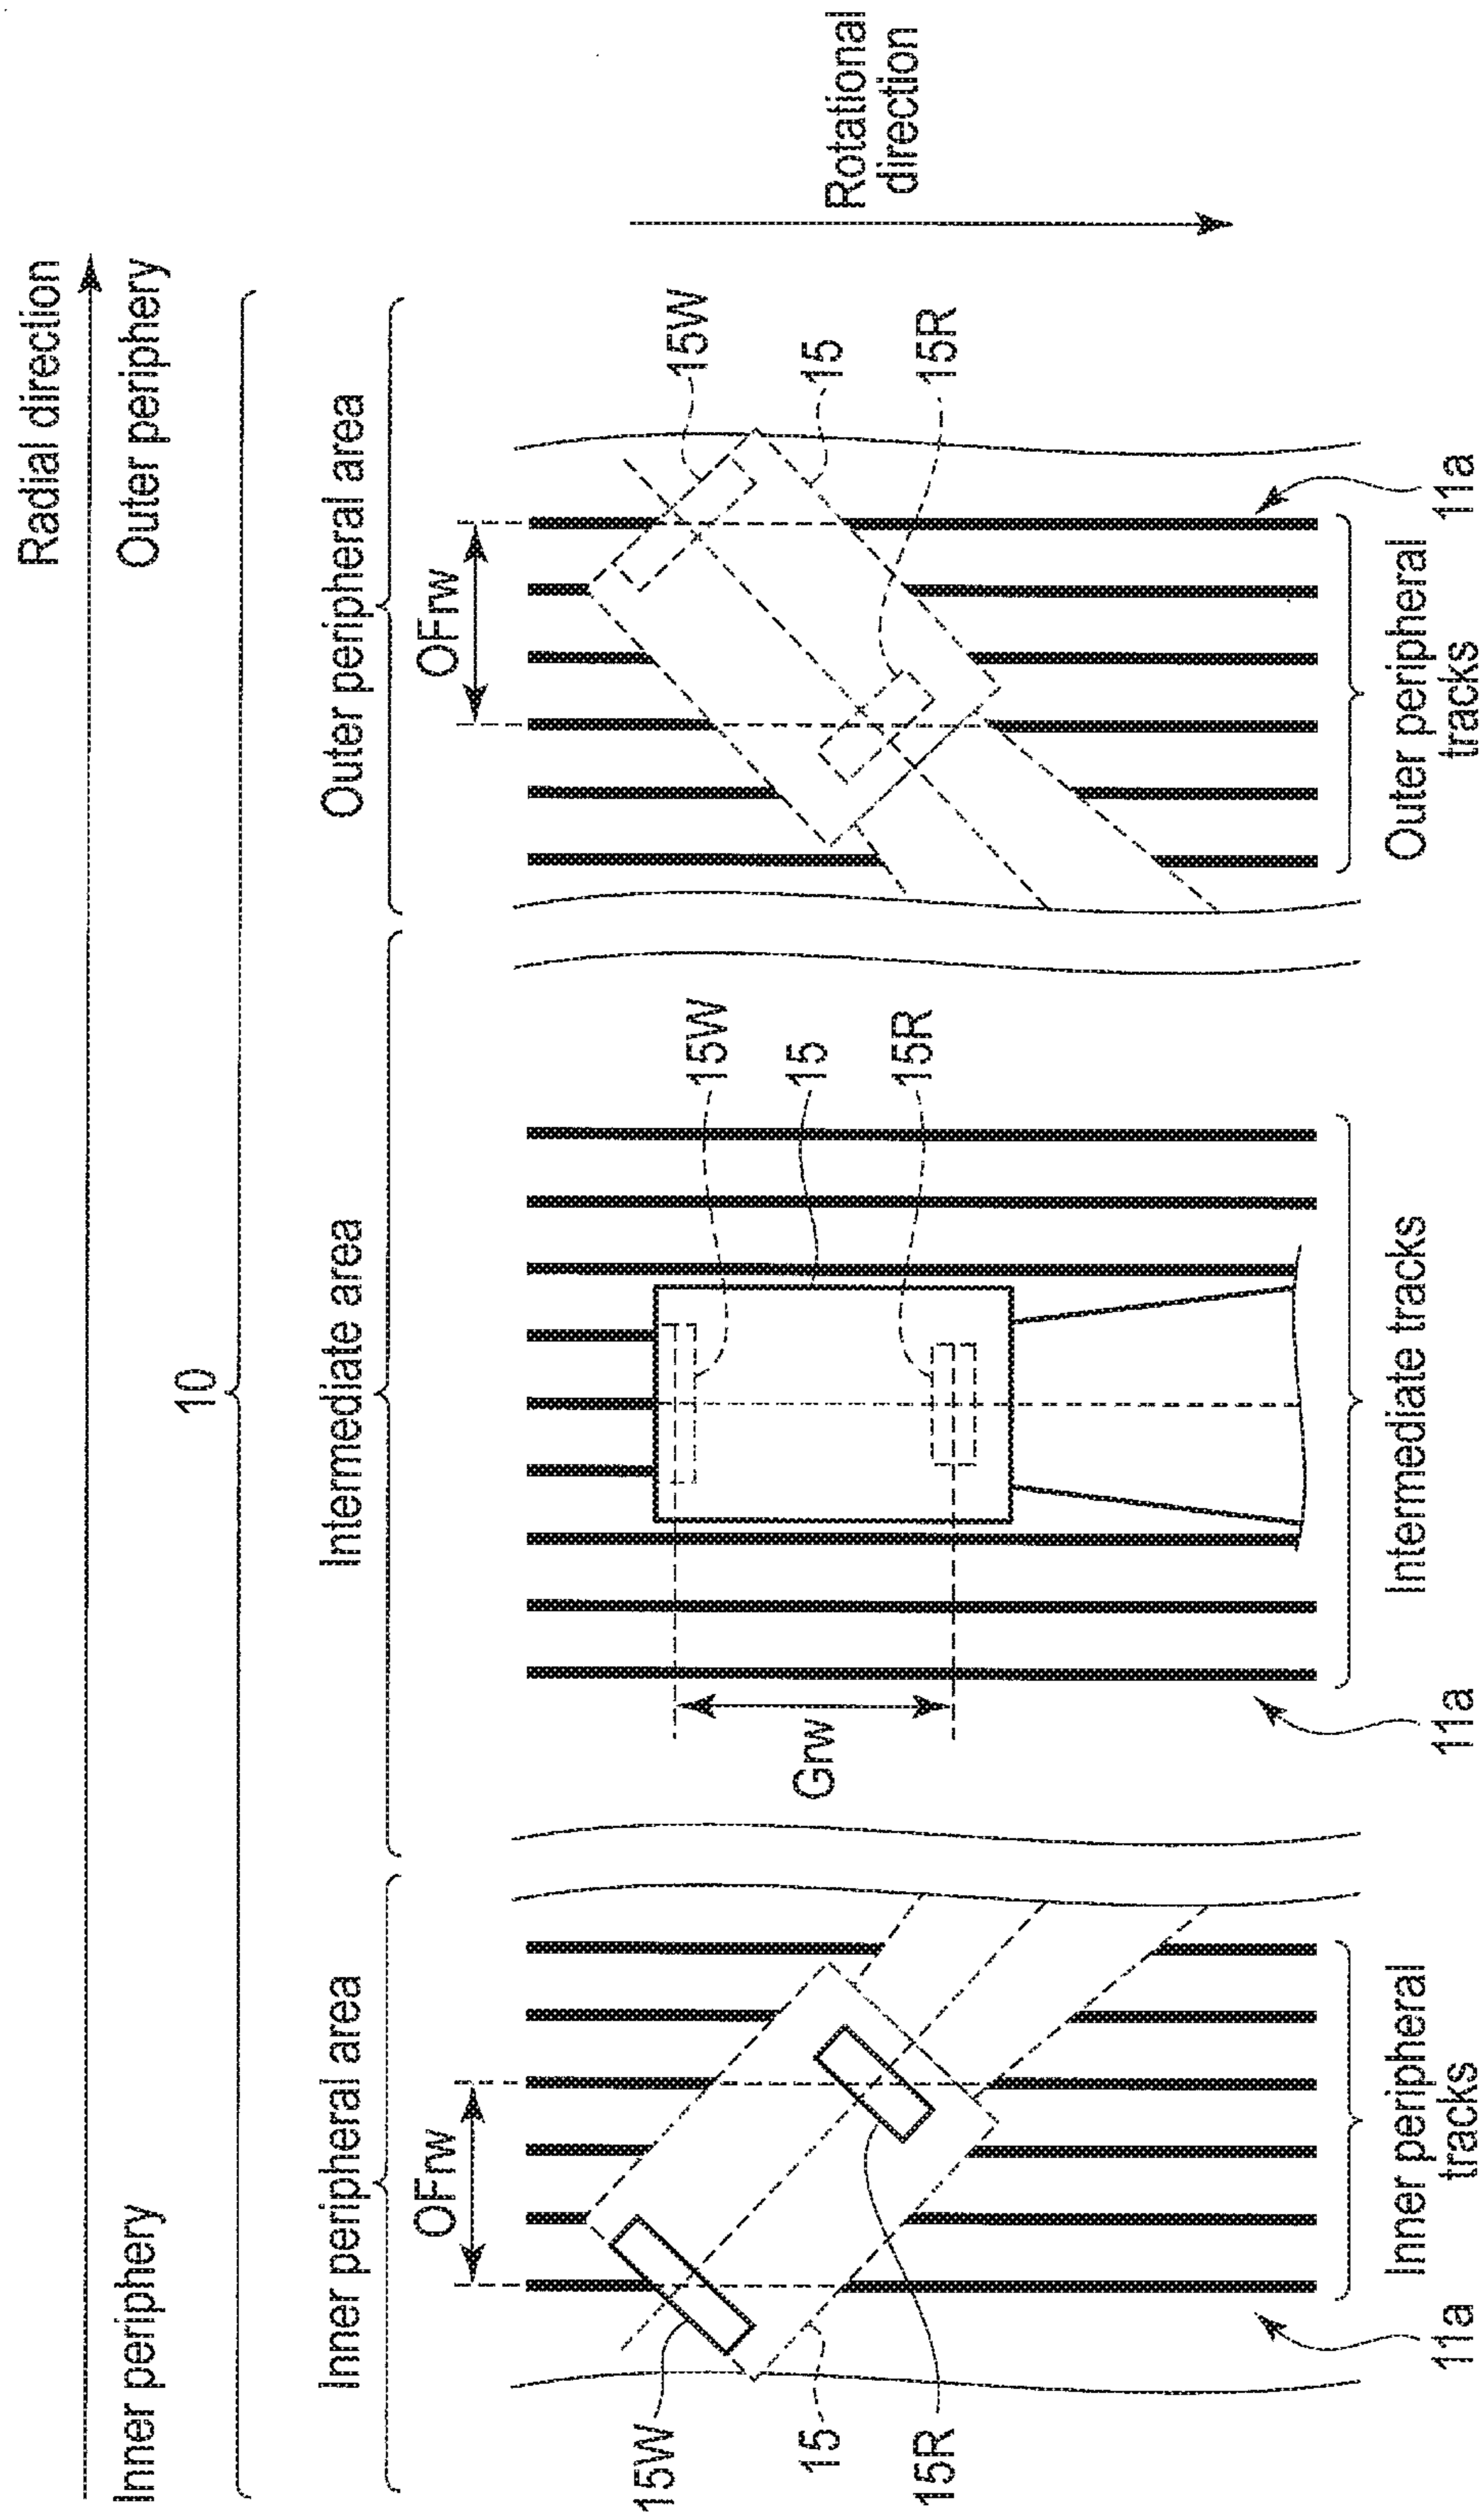 Radial direction
Inner periphery
Outer periphery
10
Inner peripheral area
Intermediate area
Outer peripheral area
OFrw
OFrw
Rotational
direction
15W
15
15R
Grw
15W
15
15R
15W
15
15R
11a
Inner peripheral
tracks
11a
Intermediate tracks
Outer peripheral
tracks
11a